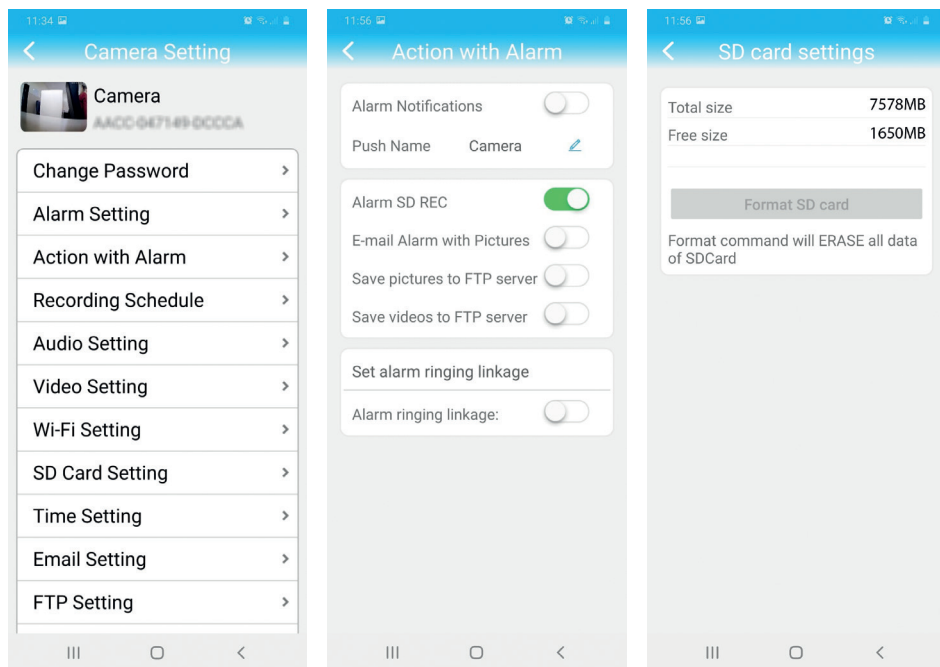 11:34
Camera Setting
Camera
Change Password
Alarm Setting
Action with Alarm
Recording Schedule
Audio Setting
Video Setting
Wi-Fi Setting
SD Card Setting
Time Setting
Email Setting
FTP Setting
11:56
Action with Alarm
Alarm Notifications
Push Name Camera
Alarm SD REC
E-mail Alarm with Pictures
Save pictures to FTP server
Save videos to FTP server
Set alarm ringing linkage
Alarm ringing linkage:
11:56
SD card settings
Total size 7578MB
Free size 1650MB
Format SD card
Format command will ERASE all data
of SDCard